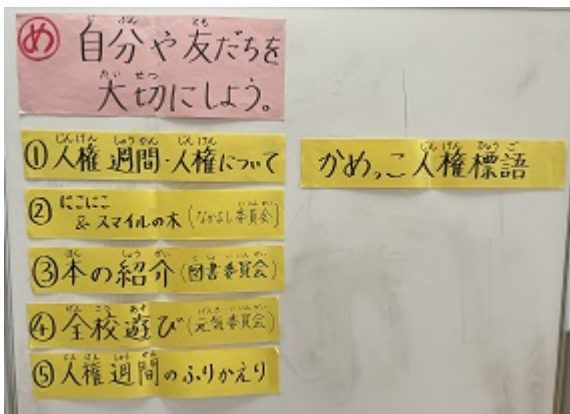 め 自分や友だちを
大切にしよう。
①人権週間・人権について
②にこにこ
&スマイルの木(なかよし委員会)
③本の紹介(図書委員会)
④全校遊び(元気委員会)
⑤人権週間のふりかえり
かめっこ人権標語